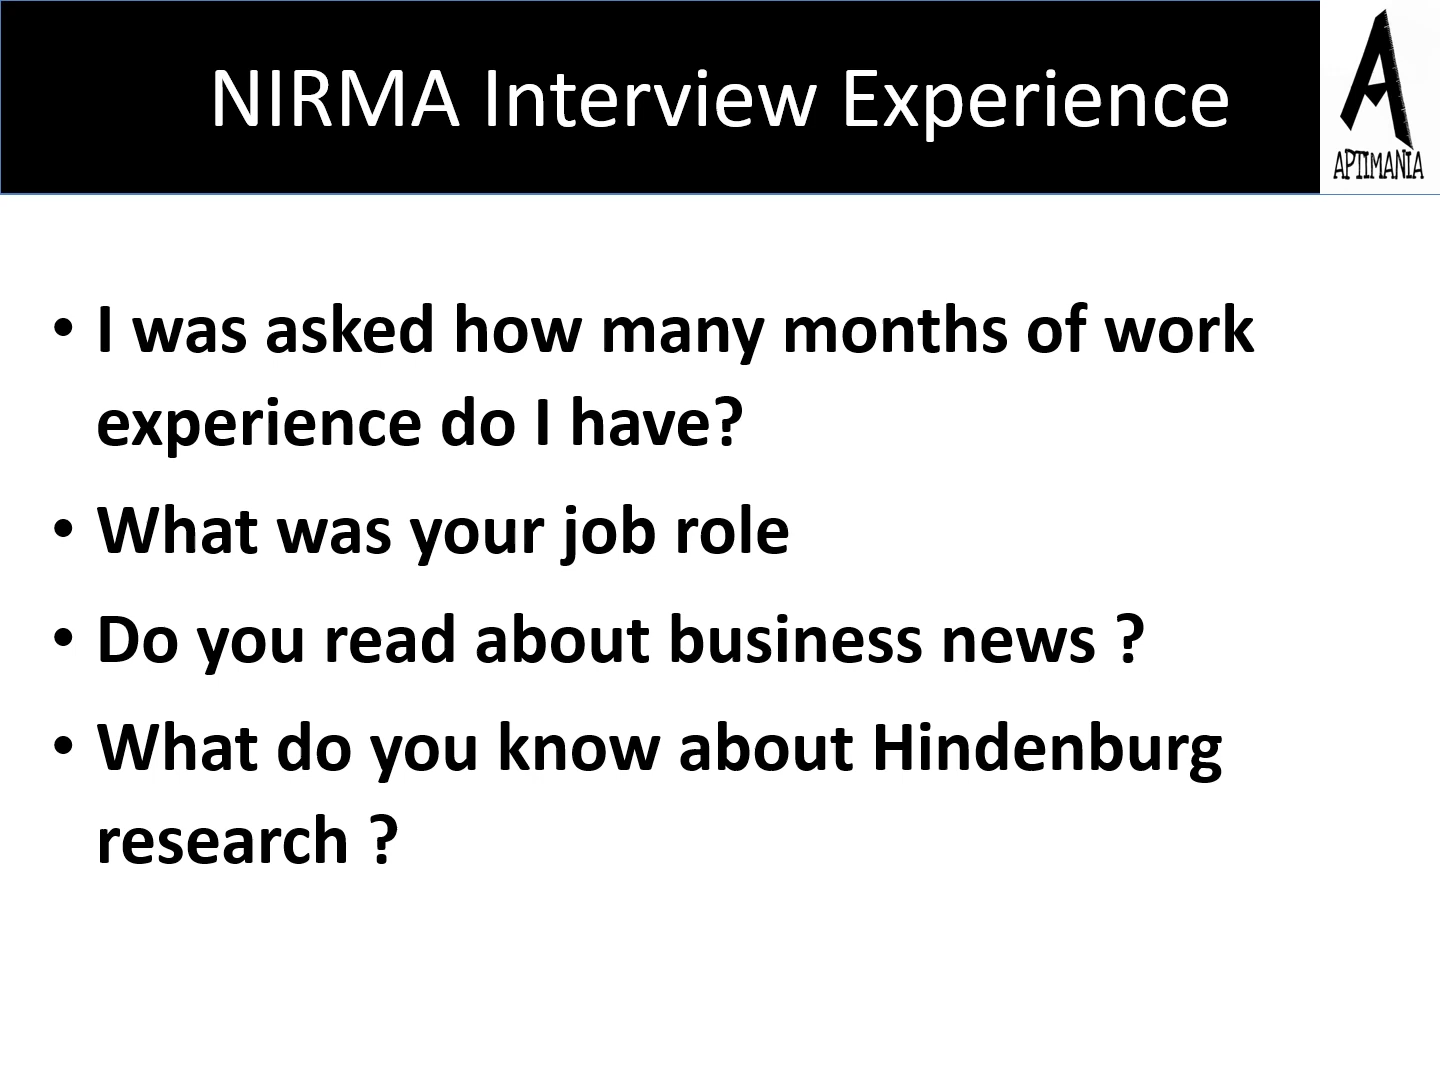 NIRMA Interview Experience
APTIMANIA
• I was asked how many months of work
experience do I have?
• What was your job role
• Do you read about business news ?
• What do you know about Hindenburg
research ?